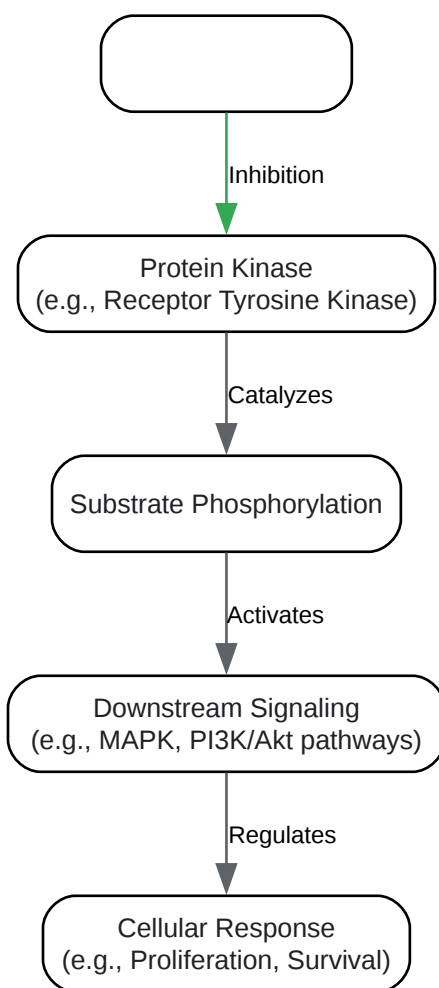 Inhibition
Protein Kinase
(e.g., Receptor Tyrosine Kinase)
Catalyzes
Substrate Phosphorylation
Activates
Downstream Signaling
(e.g., MAPK, PI3K/Akt pathways)
Regulates
Cellular Response
(e.g., Proliferation, Survival)